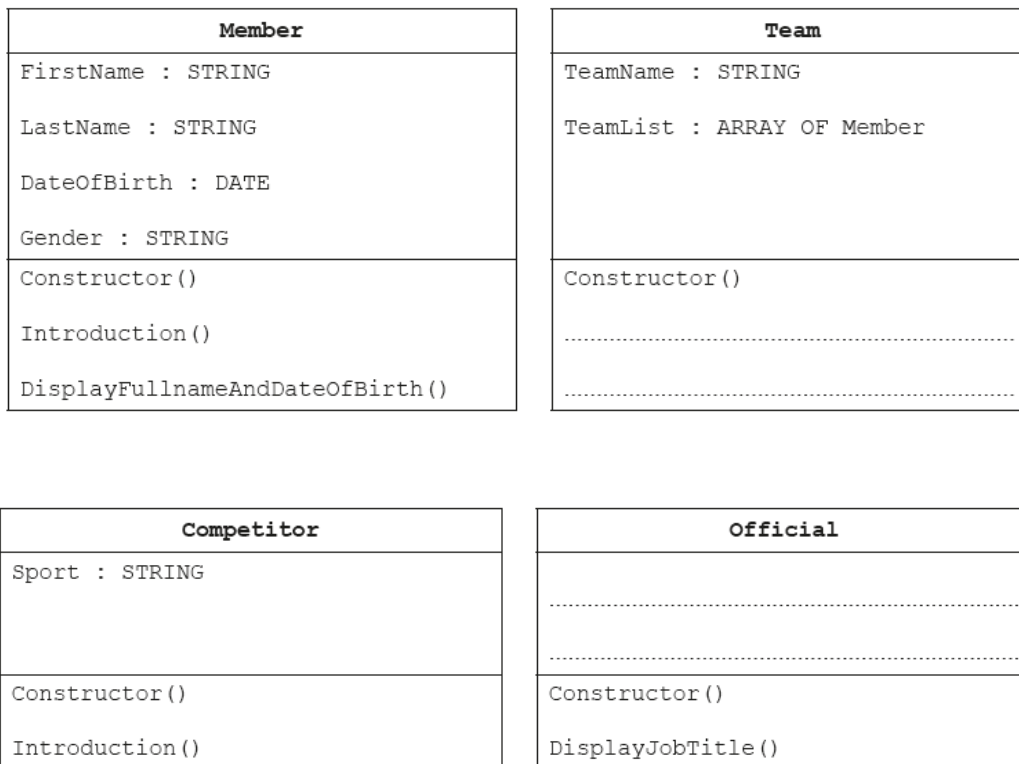 Member
FirstName : STRING
LastName : STRING
DateOfBirth : DATE
Gender : STRING
Constructor()
Introduction()
DisplayFullnameAndDateOfBirth()
Team
TeamName : STRING
TeamList : ARRAY OF Member
Constructor()
Competitor
Sport : STRING
Constructor()
Introduction()
Official
Constructor()
DisplayJobTitle()